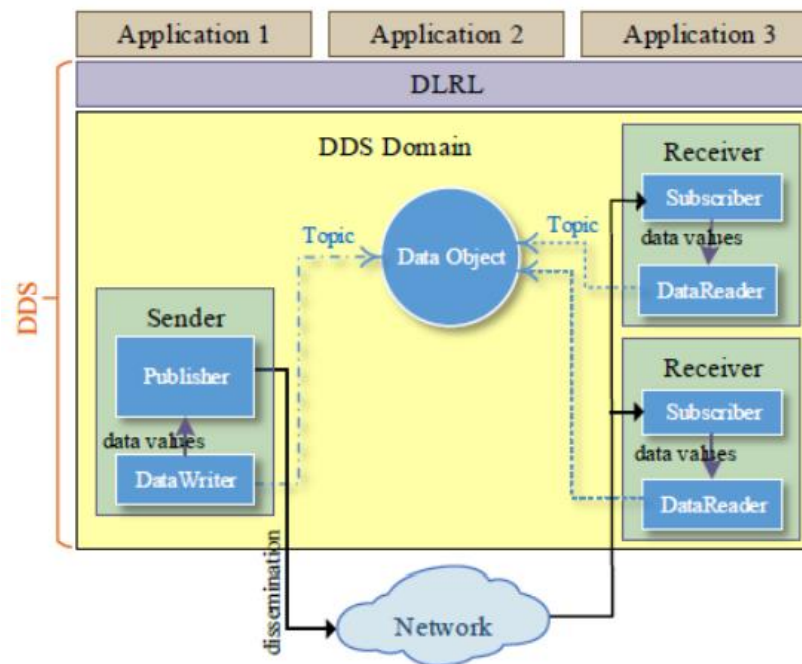 Application 1
Application 2
Application 3
DLRL
DDS
DDS Domain
Receiver
Subscriber
data values
DataReader
Topic
Topic
Data Object
Sender
Publisher
data values
DataWriter
Receiver
Subscriber
data values
DataReader
dissemination
Network